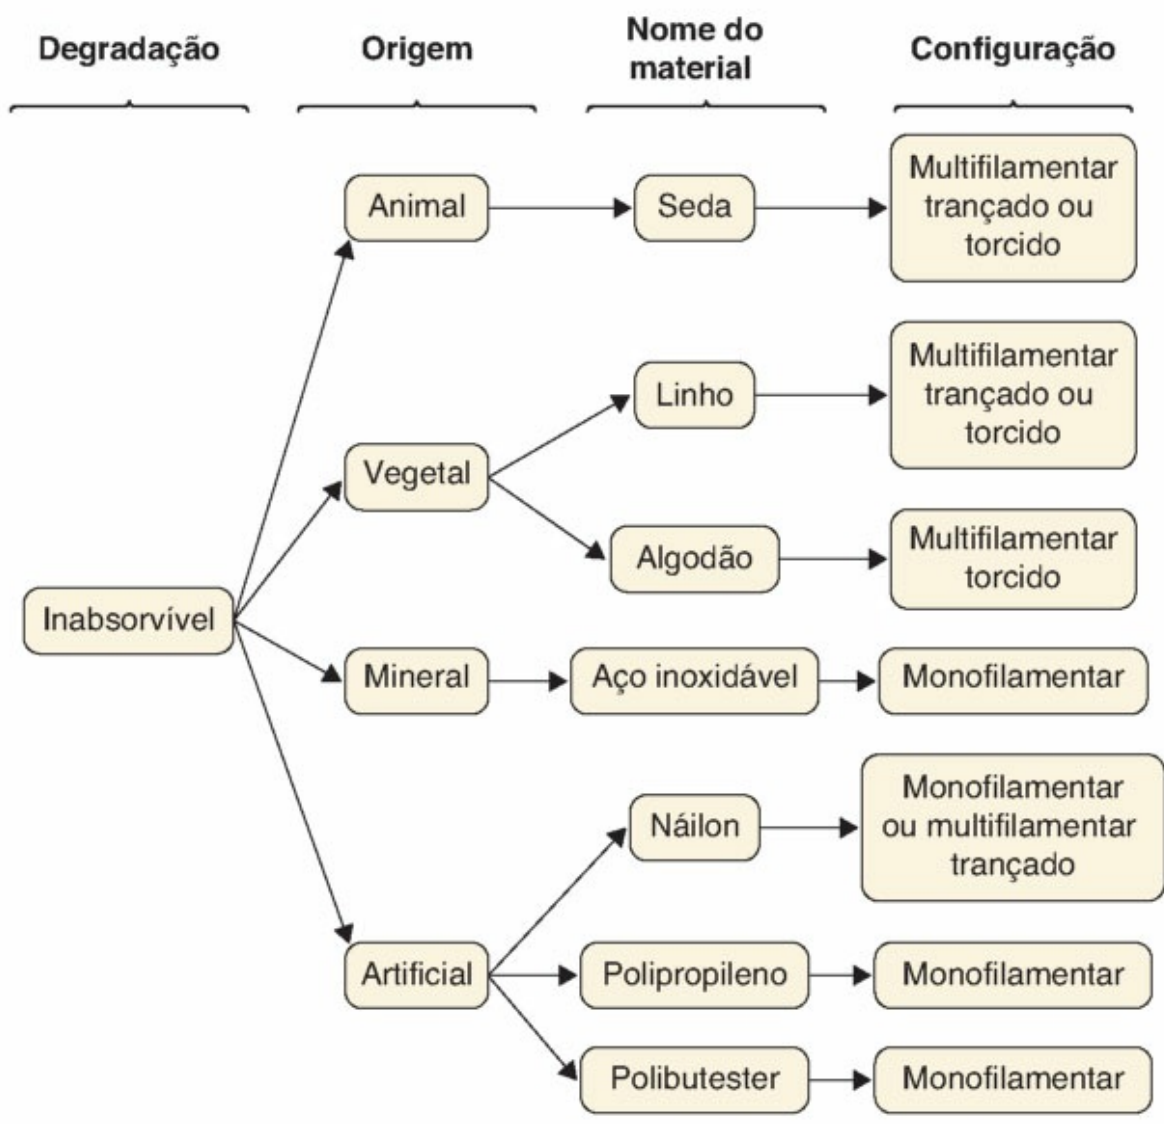 Degradação
Origem
Nome do
material
Configuração
Animal
Seda
Multifilamentar
trançado ou
torcido
Vegetal
Linho
Multifilamentar
trançado ou
torcido
Algodão
Multifilamentar
torcido
Inabsorvível
Mineral
Aço inoxidável
Monofilamentar
Artificial
Náilon
Monofilamentar
ou multifilamentar
trançado
Polipropileno
Monofilamentar
Polibutester
Monofilamentar